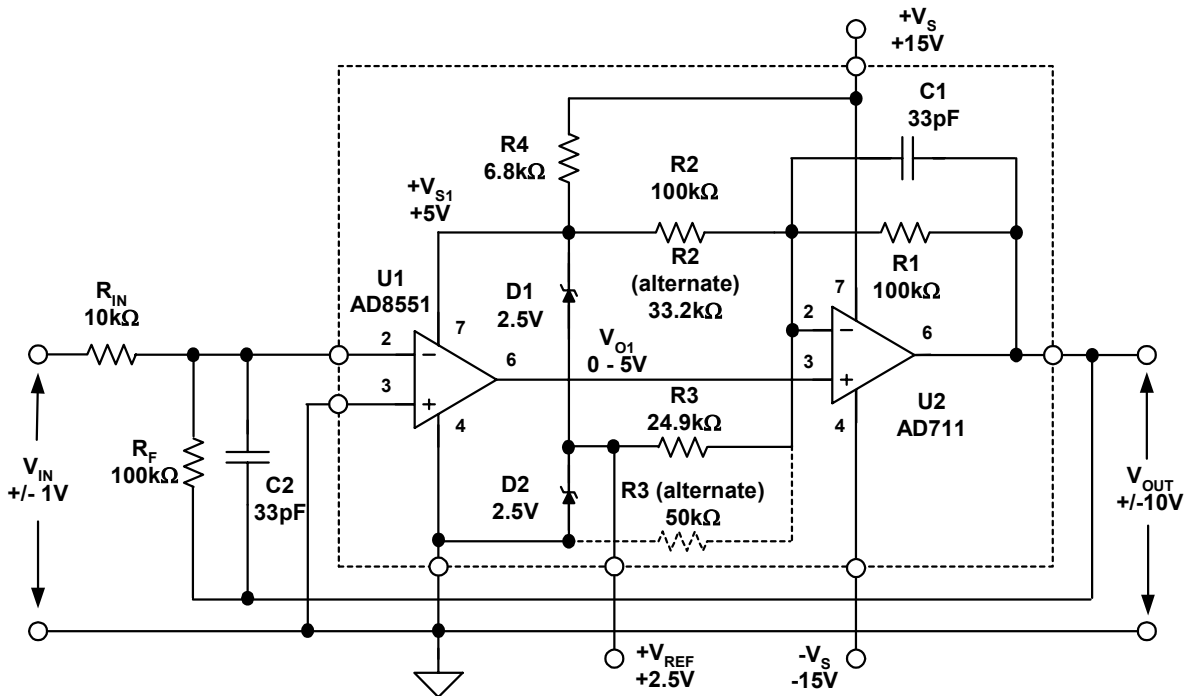 +V_S
+15V
C1
33pF
R4
6.8kΩ
+V_S1
+5V
R2
100kΩ
R2
(alternate)
33.2kΩ
R1
100kΩ
R_IN
10kΩ
U1
AD8551
D1
2.5V
V_O1
0 - 5V
7
2
6
3
4
7
2
6
3
4
U2
AD711
R3
24.9kΩ
V_IN
+/- 1V
R_F
100kΩ
C2
33pF
D2
2.5V
R3 (alternate)
50kΩ
V_OUT
+/-10V
+V_REF
+2.5V
-V_S
-15V